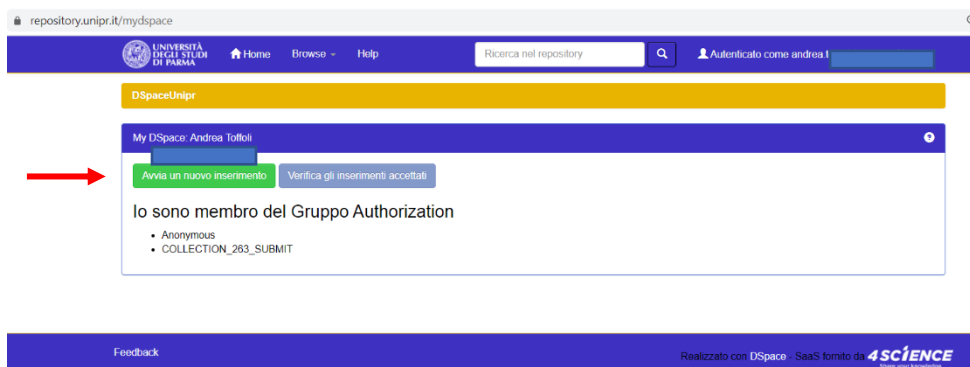 repository.unipr.it/mydspace
UNIVERSITÀ
DEGLI STUDI
DI PARMA
Home Browse Help
Ricerca nel repository
Autenticato come andrea.
DSpaceUnipr
My DSpace: Andrea Toffoli
Avvia un nuovo inserimento Verifica gli inserimenti accettati
Io sono membro del Gruppo Authorization
Anonymous
COLLECTION_263_SUBMIT
Feedback
Realizzato con DSpace - SaaS fornito da 4SCIENCE